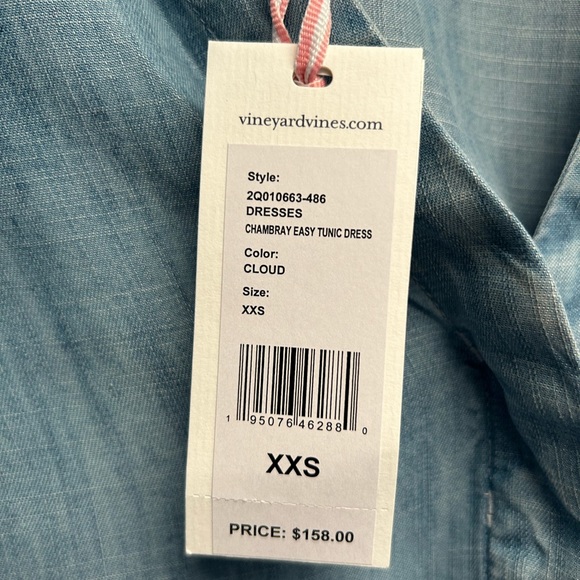 vineyardvines.com
Style:
2Q010663-486
DRESSES
CHAMBRAY EASY TUNIC DRESS
Color:
CLOUD
Size:
XXS
1 95076 46288 0
XXS
PRICE: $158.00